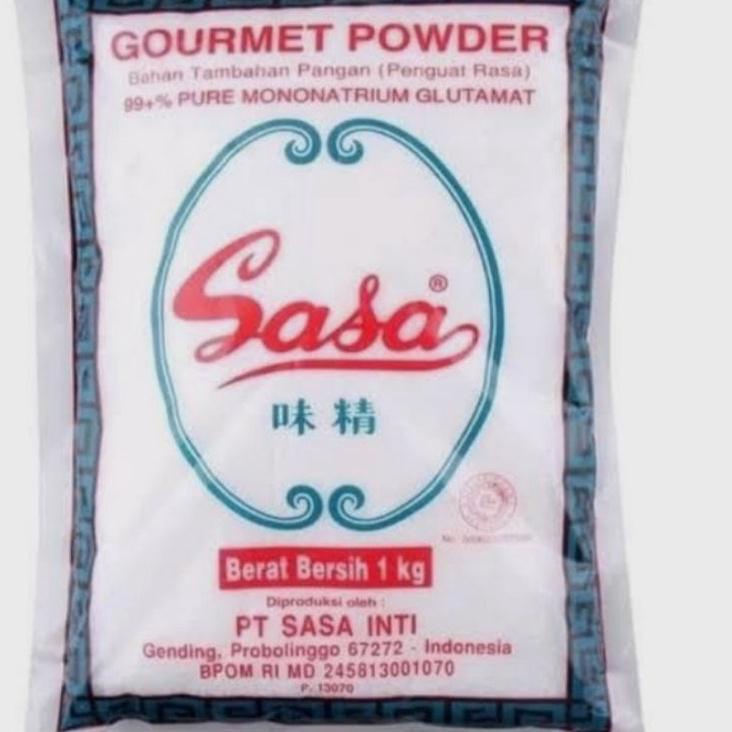 GOURMET POWDER
Bahan Tambahan Pangan (Penguat Rasa)
99+% PURE MONONATRIUM GLUTAMAT
Sasa®
味精
Berat Bersih 1 kg
Diproduksi oleh :
PT SASA INTI
Gending, Probolinggo 67272 - Indonesia
BPOM RI MD 245613001070
P. 13070